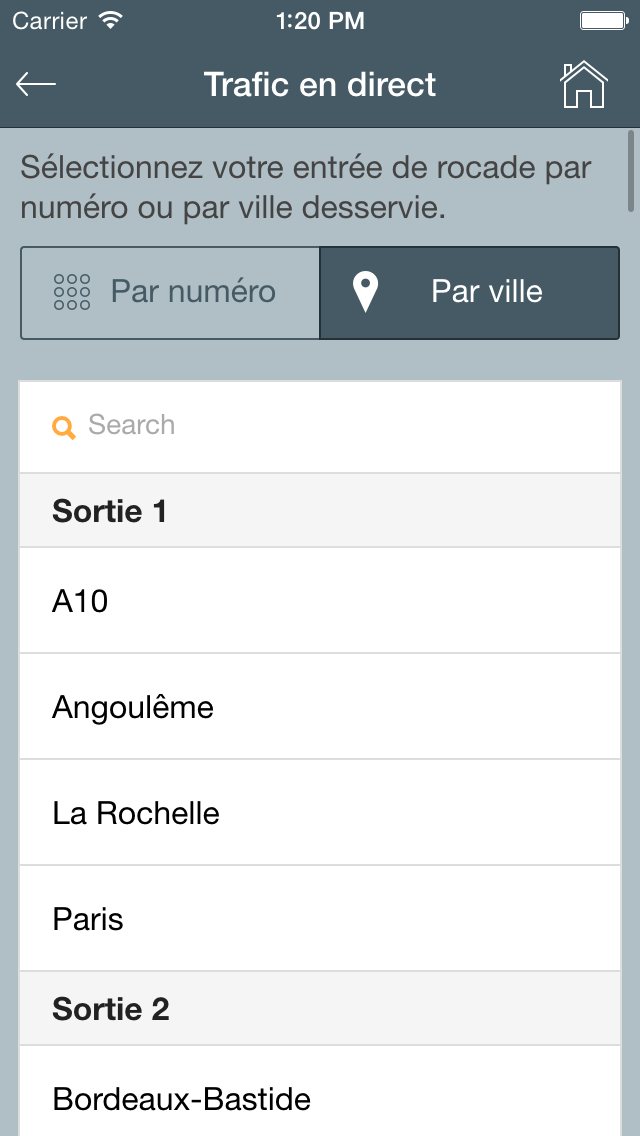 Carrier 1:20 PM
Trafic en direct
Sélectionnez votre entrée de rocade par
numéro ou par ville desservie.
Par numéro Par ville
Search
Sortie 1
A10
Angoulême
La Rochelle
Paris
Sortie 2
Bordeaux-Bastide